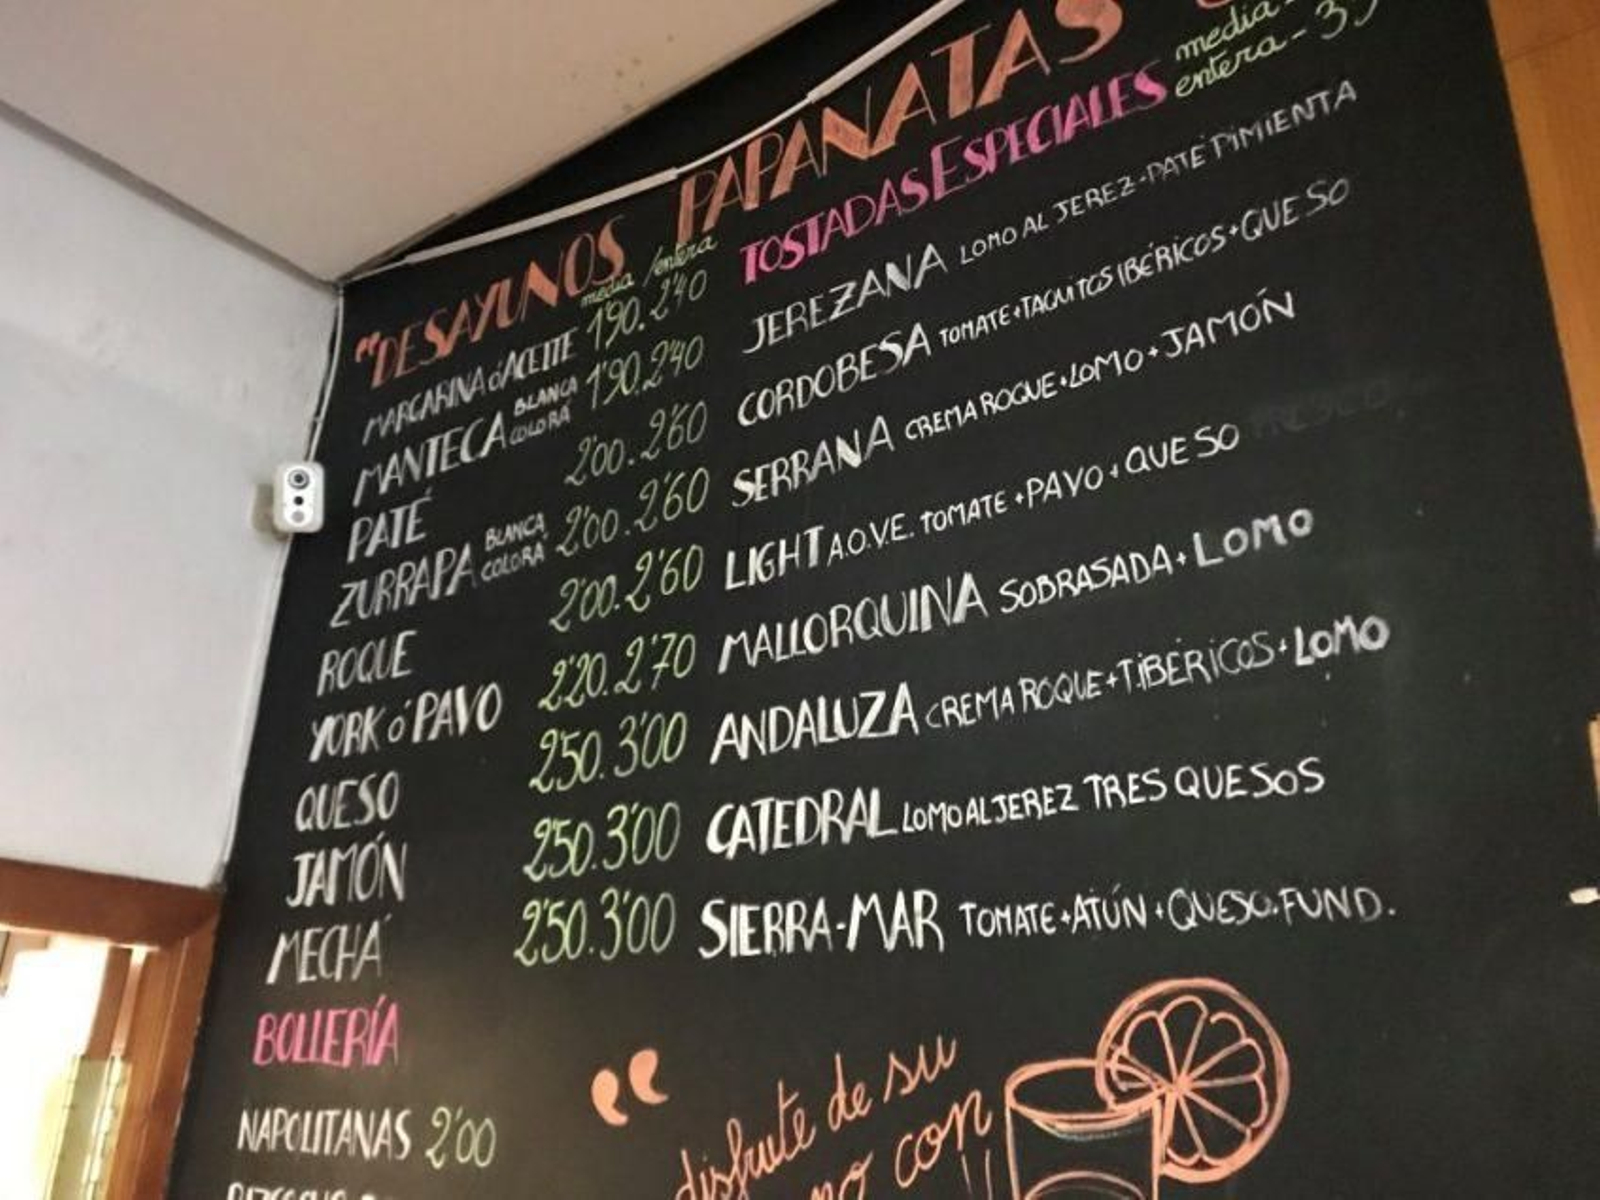 "DESAYUNOS PAPANATAS
media / entera
MARGARINA ó ACEITE 1'90. 2'40
MANTECA BLANCA COLORÁ 1'90. 2'40
PATÉ 2'00. 2'60
ZURRAPA BLANCA COLORÁ 2'00. 2'60
ROQUE 2'00. 2'60
YORK ó PAVO 2'20. 2'70
QUESO 2'50. 3'00
JAMÓN 2'50. 3'00
MECHÁ 2'50. 3'00
BOLLERÍA
NAPOLITANAS 2'00
TOSTADAS ESPECIALES
media -
entera -
JEREZANA LOMO AL JEREZ - PATÉ PIMIENTA
CORDOBESA TOMATE + TAQUITOS IBÉRICOS + QUESO
SERRANA CREMA ROQUE + LOMO + JAMÓN
LIGHT A.O.V.E. TOMATE + PAVO + QUESO FRESCO
MALLORQUINA SOBRASADA + LOMO
ANDALUZA CREMA ROQUE + T.IBÉRICOS + LOMO
CATEDRAL LOMO AL JEREZ TRES QUESOS
SIERRA-MAR TOMATE + ATÚN + QUESO.FUND.
"
disfrute de su
con